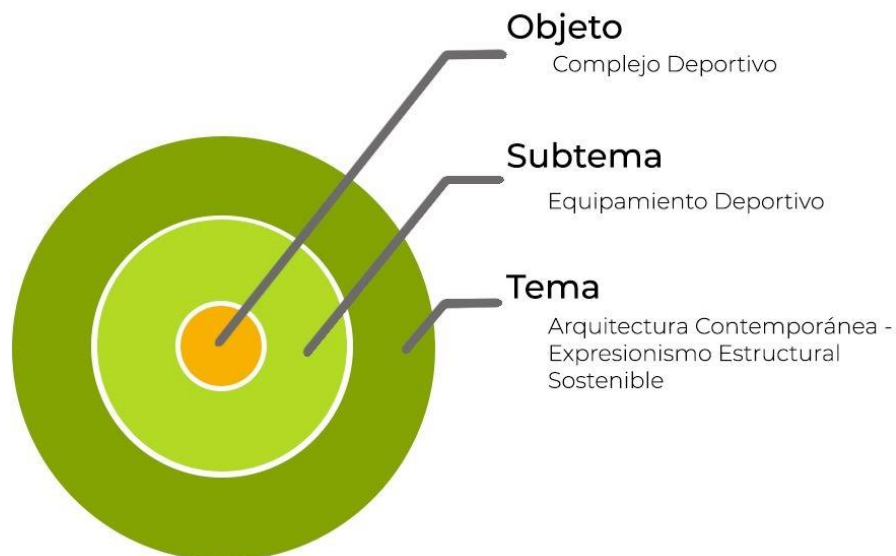 Objeto
Complejo Deportivo
Subtema
Equipamiento Deportivo
Tema
Arquitectura Contemporánea -
Expresionismo Estructural
Sostenible